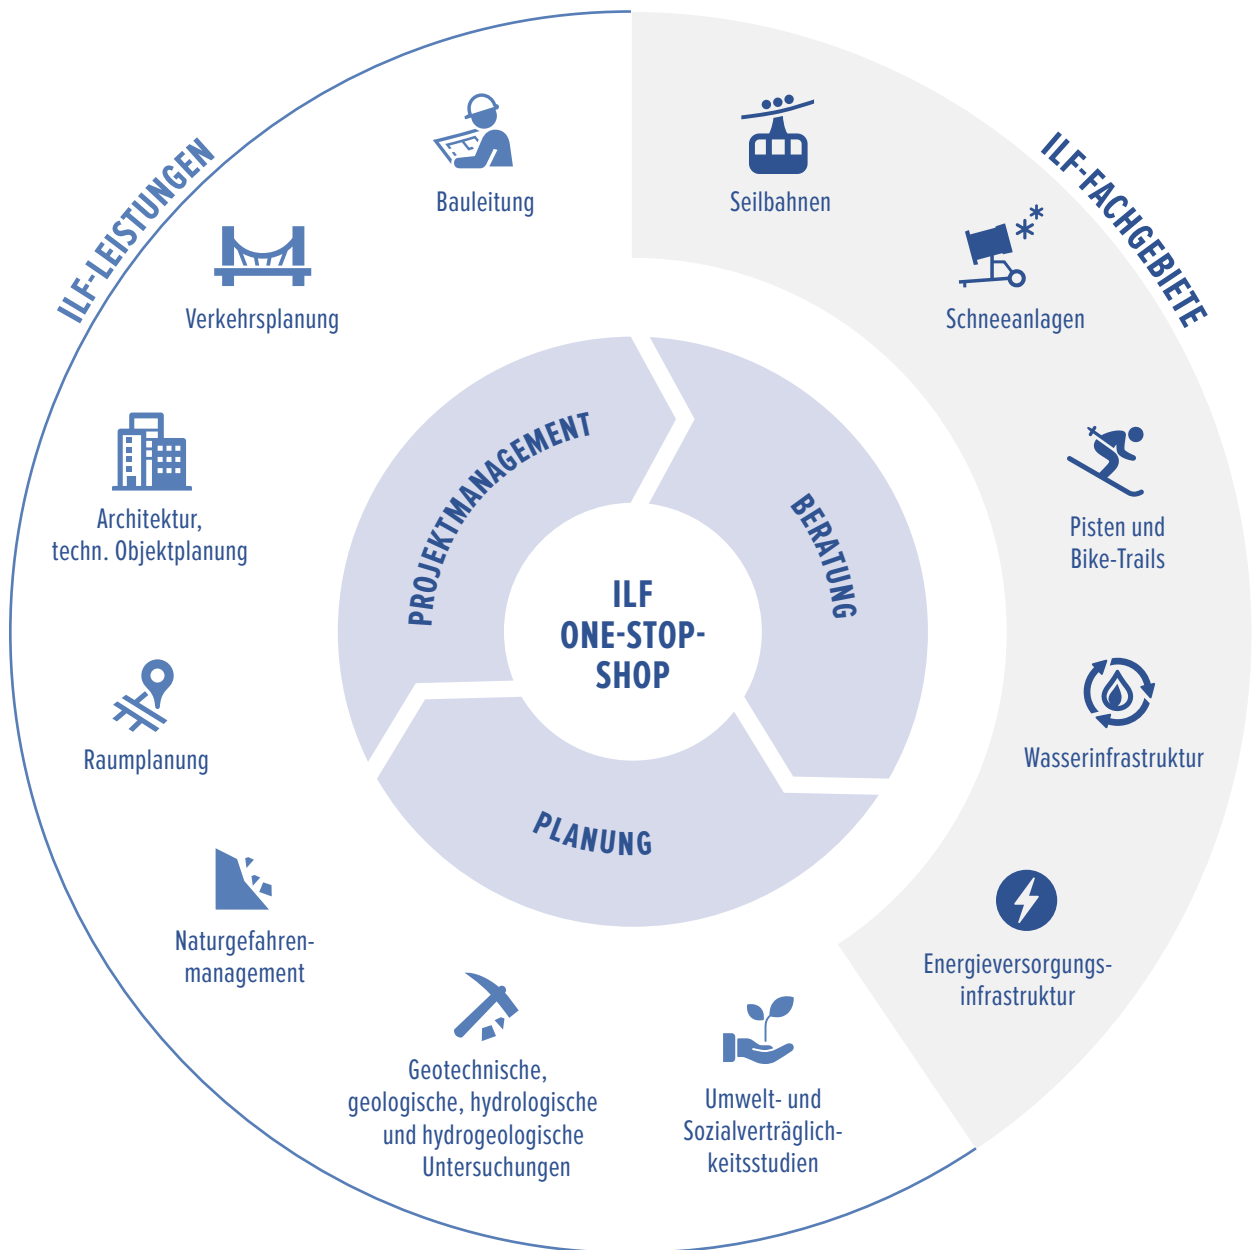 ILF-LEISTUNGEN
Bauleitung
Verkehrsplanung
Architektur,
techn. Objektplanung
Raumplanung
Naturgefahren-
management
Geotechnische,
geologische, hydrologische
und hydrogeologische
Untersuchungen
Umwelt- und
Sozialverträglich-
keitsstudien
ILF-FACHGEBIETE
Seilbahnen
Schneeanlagen
Pisten und
Bike-Trails
Wasserinfrastruktur
Energieversorgungs-
infrastruktur
PROJEKTMANAGEMENT
BERATUNG
PLANUNG
ILF
ONE-STOP-
SHOP